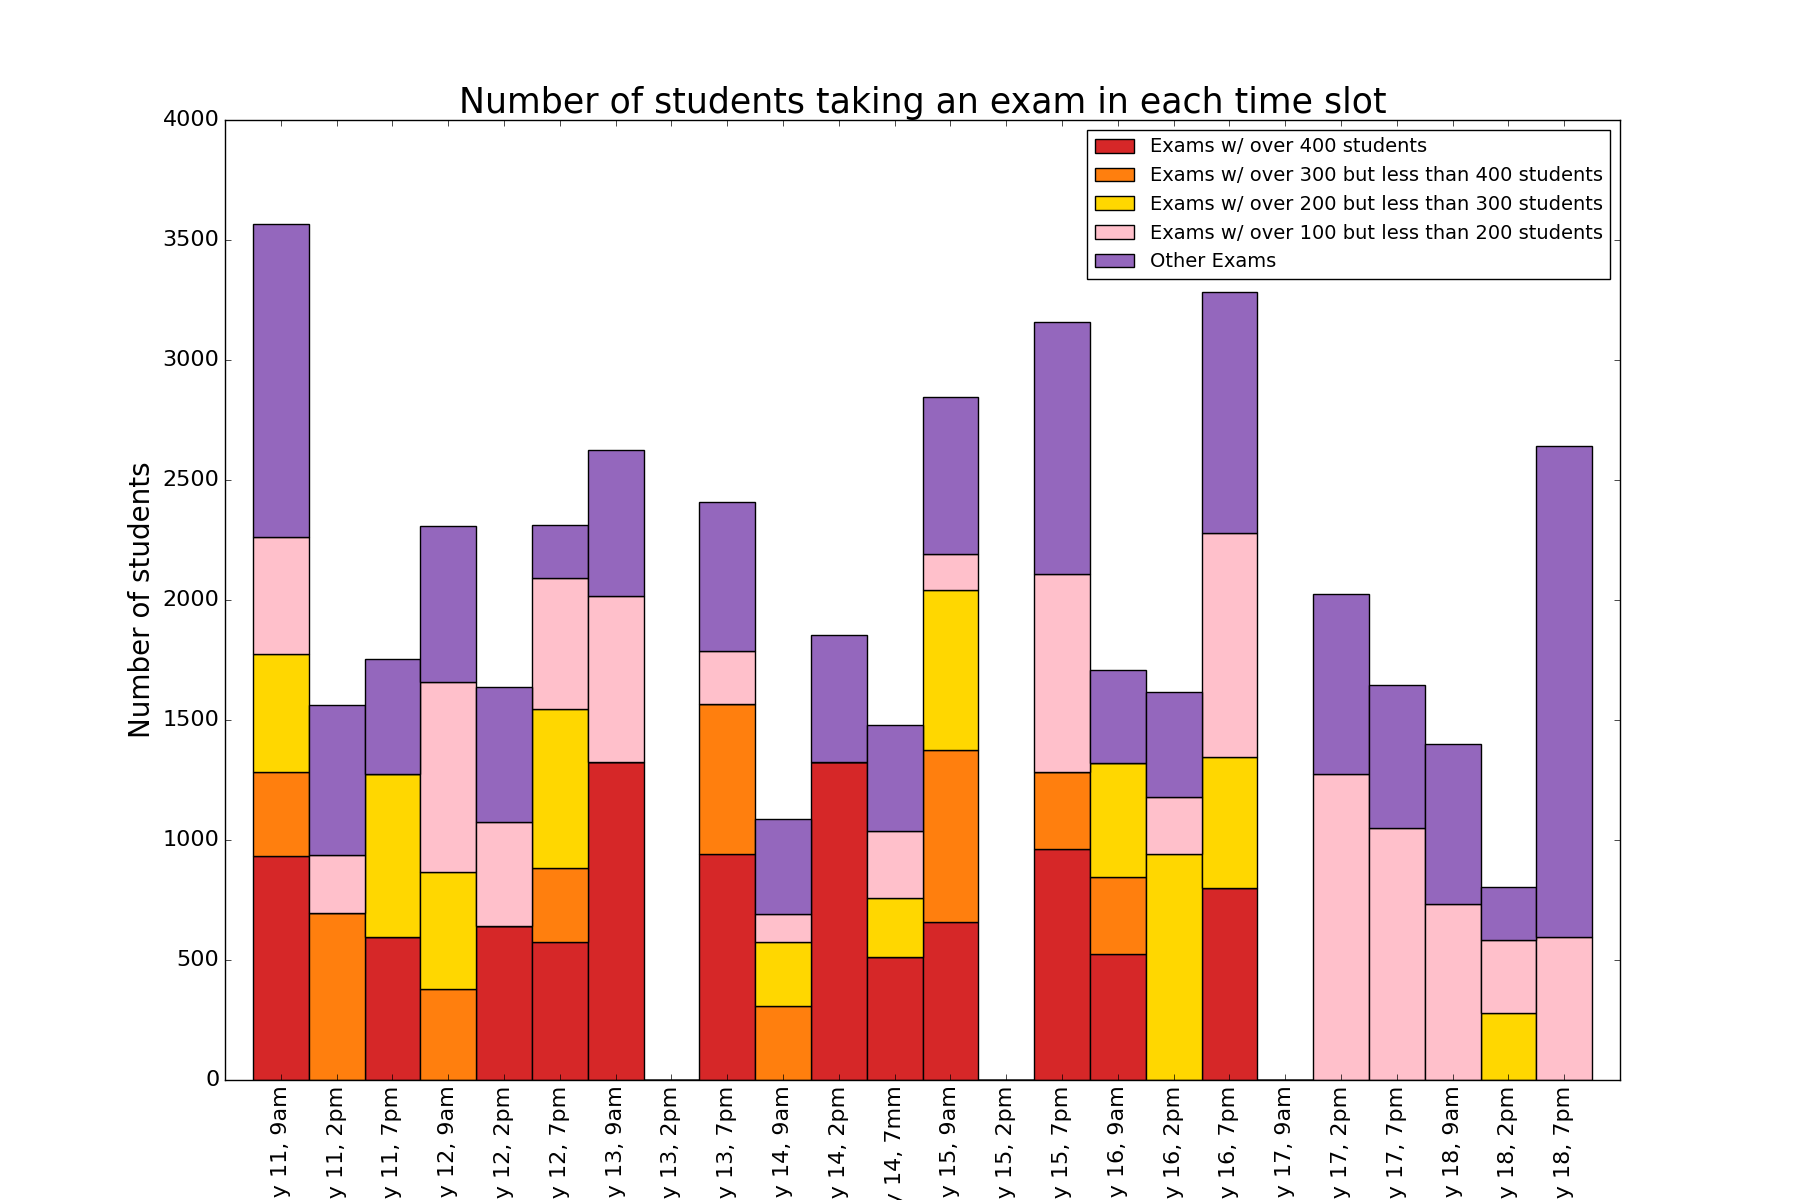 Number of students taking an exam in each time slot
Exams w/ over 400 students
Exams w/ over 300 but less than 400 students
Exams w/ over 200 but less than 300 students
Exams w/ over 100 but less than 200 students
Other Exams
Number of students
4000
3500
3000
2500
2000
1500
1000
500
0
y 11, 9am
y 11, 2pm
y 11, 7pm
y 12, 9am
y 12, 2pm
y 12, 7pm
y 13, 9am
y 13, 2pm
y 13, 7pm
y 14, 9am
y 14, 2pm
y 14, 7mm
y 15, 9am
y 15, 2pm
y 15, 7pm
y 16, 9am
y 16, 2pm
y 16, 7pm
y 17, 9am
y 17, 2pm
y 17, 7pm
y 18, 9am
y 18, 2pm
y 18, 7pm